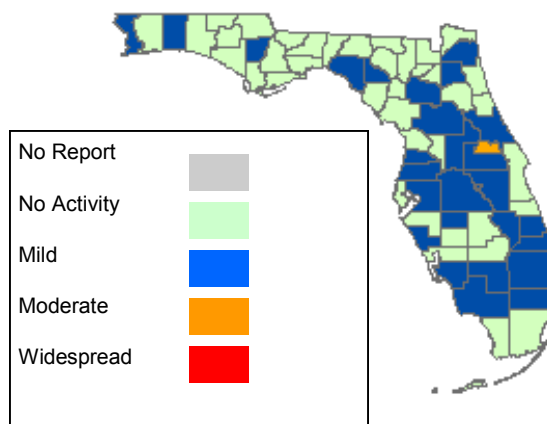 No Report
No Activity
Mild
Moderate
Widespread